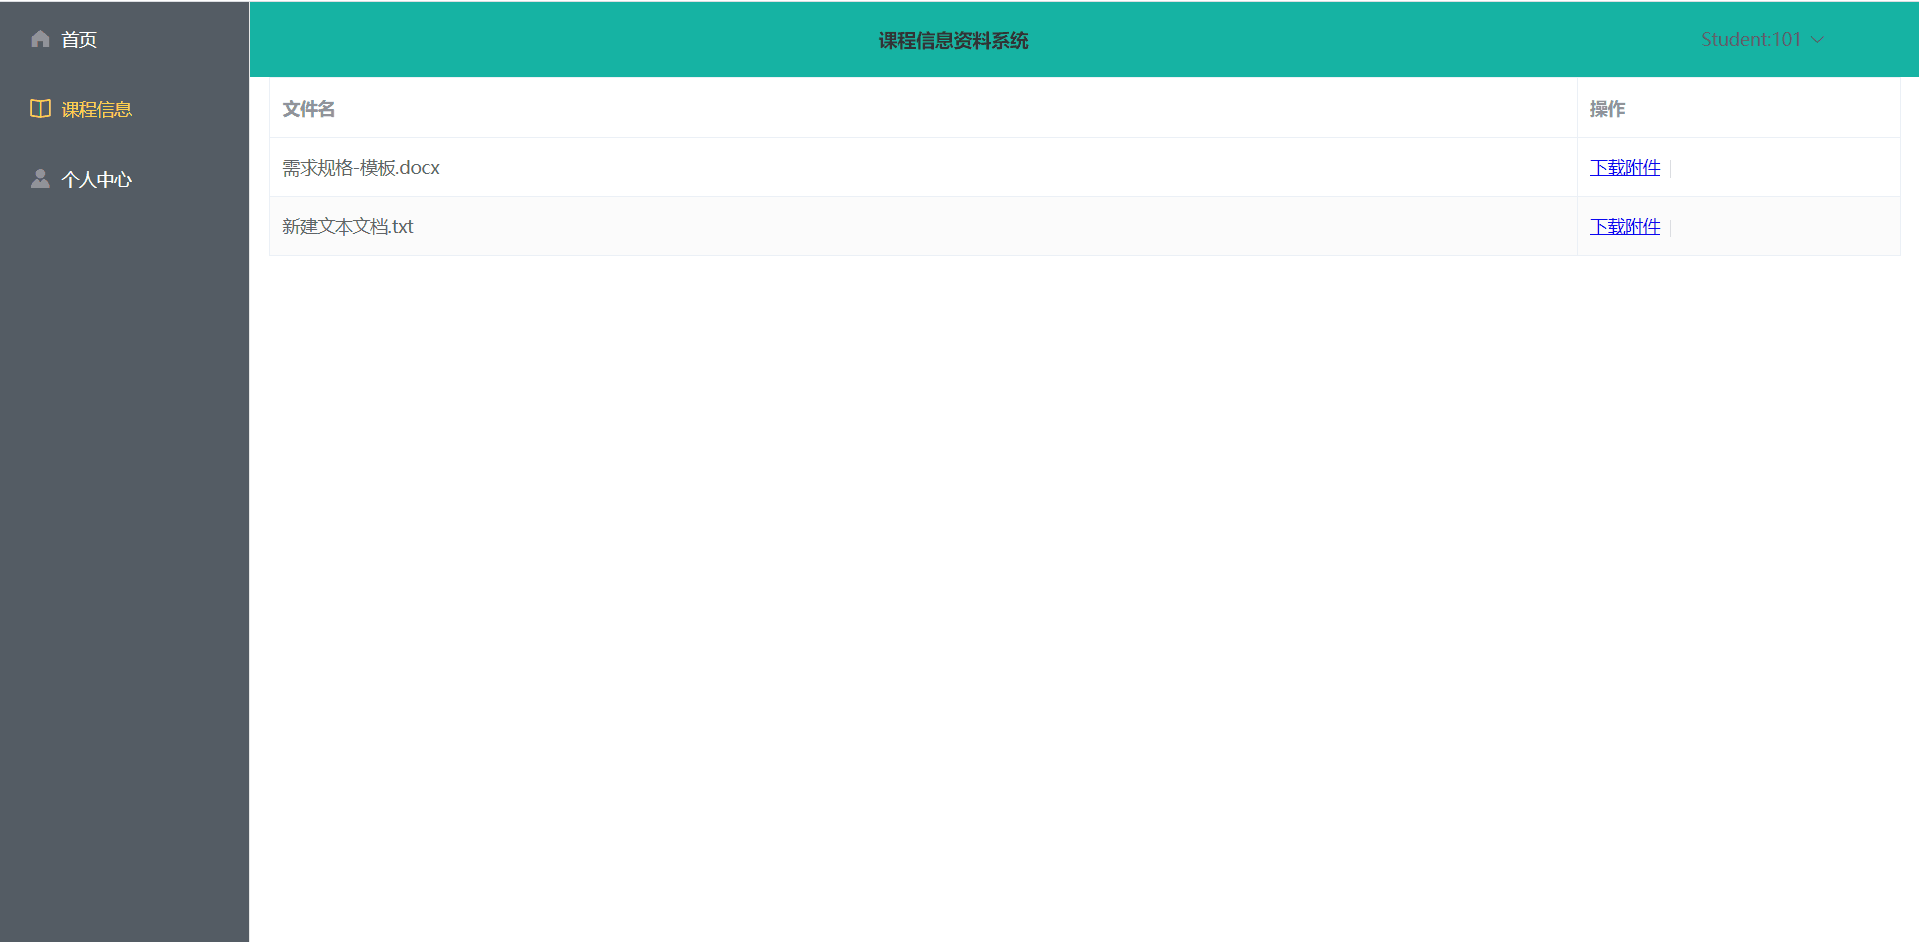 首页
课程信息
个人中心
课程信息资料系统
Student:101
文件名 操作
需求规格-模板.docx 下载附件
新建文本文档.txt 下载附件